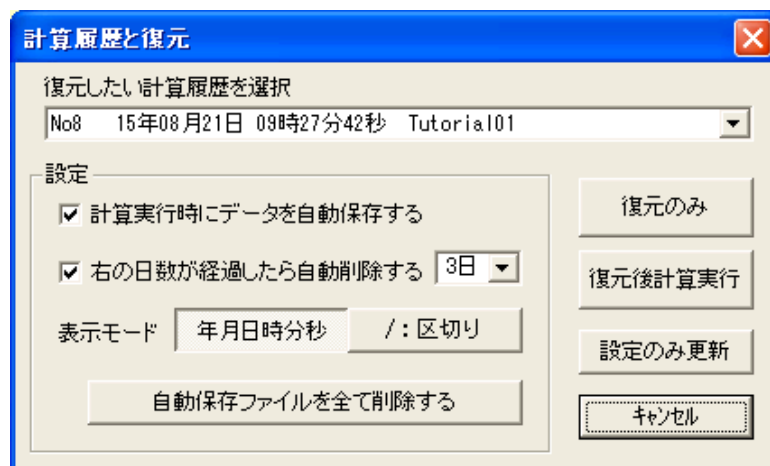 計算履歴と復元
復元したい計算履歴を選択
No8 15年08月21日 09時27分42秒 Tutorial01
設定
計算実行時にデータを自動保存する
右の日数が経過したら自動削除する 3日
表示モード 年月日時分秒 /:区切り
自動保存ファイルを全て削除する
復元のみ
復元後計算実行
設定のみ更新
キャンセル